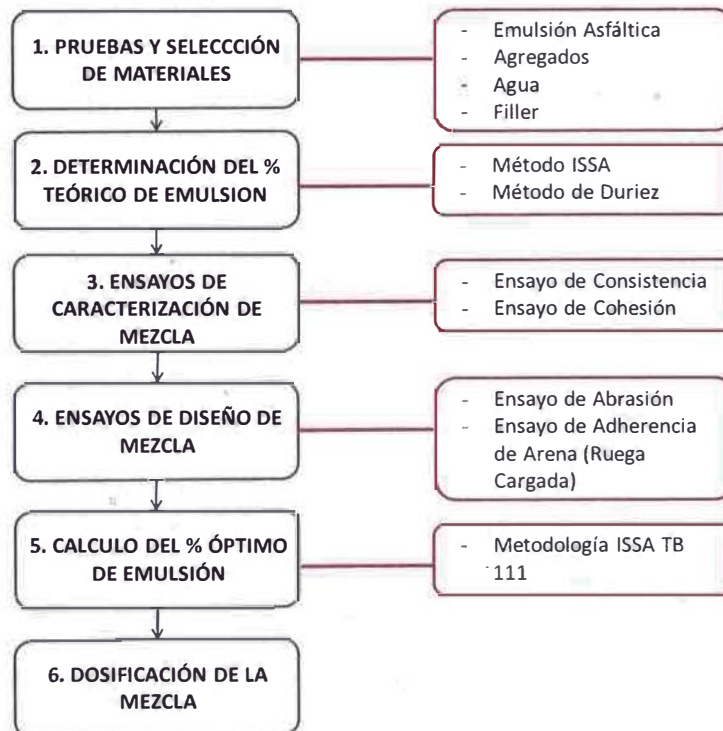 1. PRUEBAS Y SELECCCIÓN
DE MATERIALES
- Emulsión Asfáltica
- Agregados
- Agua
- Filler
2. DETERMINACIÓN DEL %
TEÓRICO DE EMULSION
- Método ISSA
- Método de Duriez
3. ENSAYOS DE
CARACTERIZACIÓN DE
MEZCLA
- Ensayo de Consistencia
- Ensayo de Cohesión
4. ENSAYOS DE DISEÑO DE
MEZCLA
- Ensayo de Abrasión
- Ensayo de Adherencia
de Arena (Ruega
Cargada)
5. CALCULO DEL % ÓPTIMO
DE EMULSIÓN
- Metodología ISSA TB
111
6. DOSIFICACIÓN DE LA
MEZCLA